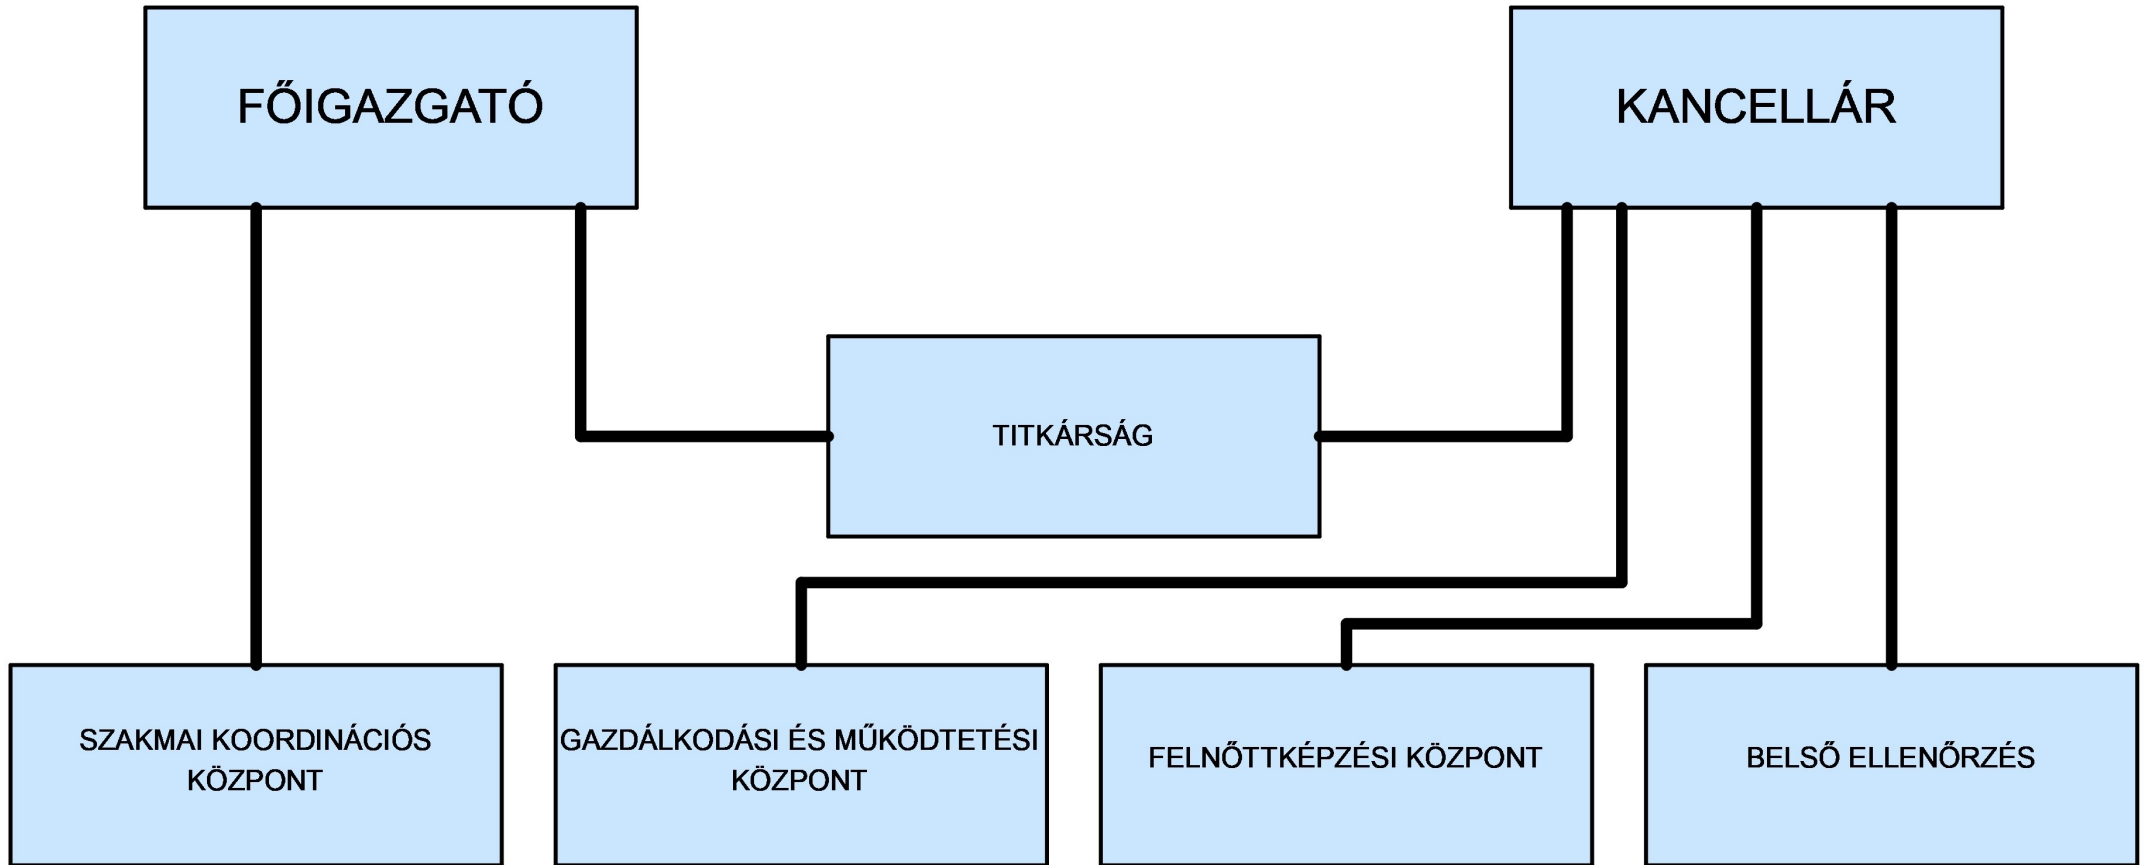 FŐIGAZGATÓ
KANCELLÁR
TITKÁRSÁG
SZAKMAI KOORDINÁCIÓS
KÖZPONT
GAZDÁLKODÁSI ÉS MŰKÖDTETÉSI
KÖZPONT
FELNŐTTKÉPZÉSI KÖZPONT
BELSŐ ELLENŐRZÉS